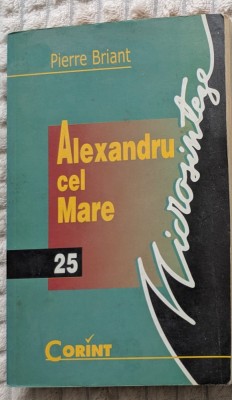 Pierre Briant
Alexandru
cel
Mare
25
Microsinteze
CORINT